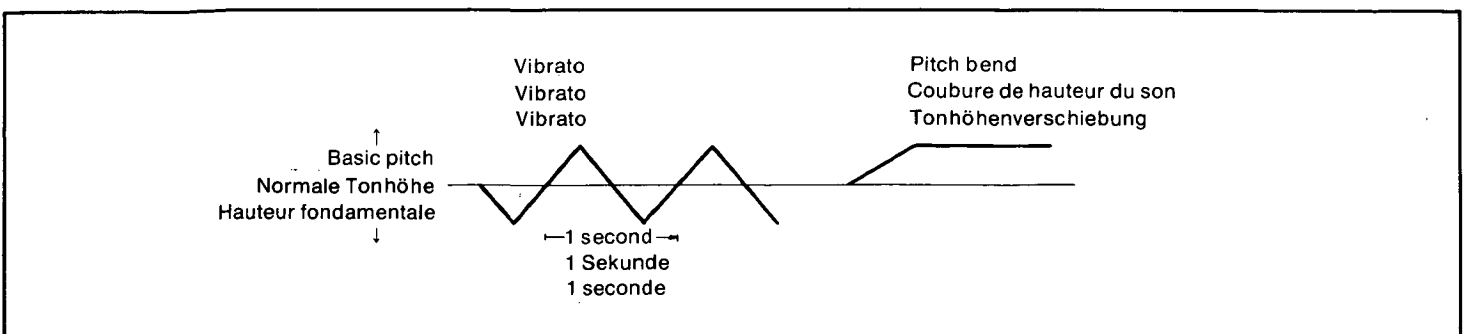 Vibrato
Vibrato
Vibrato
Pitch bend
Coubure de hauteur du son
Tonhöhenverschiebung
↑
Basic pitch
Normale Tonhöhe
Hauteur fondamentale
↓
1 second
1 Sekunde
1 seconde